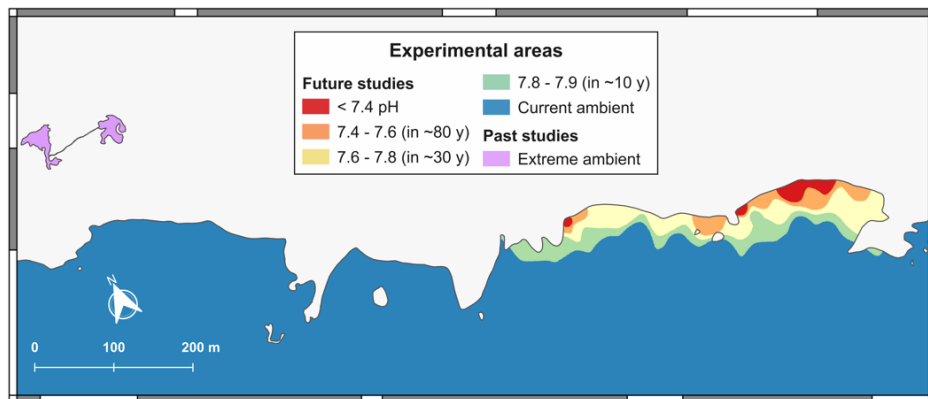 Experimental areas
Future studies
< 7.4 pH
7.4 - 7.6 (in ~80 y)
7.6 - 7.8 (in ~30 y)
7.8 - 7.9 (in ~10 y)
Current ambient
Past studies
Extreme ambient
N
0 100 200 m